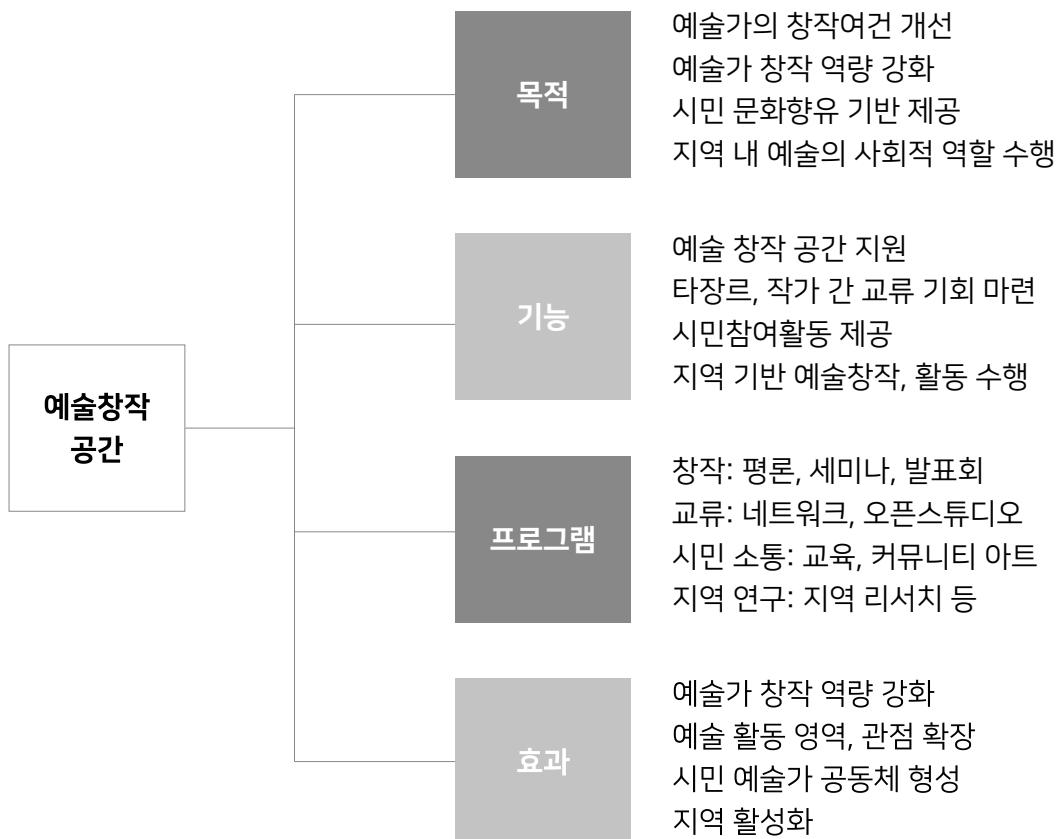 목적
예술가의 창작여건 개선
예술가 창작 역량 강화
시민 문화향유 기반 제공
지역 내 예술의 사회적 역할 수행
기능
예술 창작 공간 지원
타장르, 작가 간 교류 기회 마련
시민참여활동 제공
지역 기반 예술창작, 활동 수행
예술창작
공간
프로그램
창작: 평론, 세미나, 발표회
교류: 네트워크, 오픈스튜디오
시민 소통: 교육, 커뮤니티 아트
지역 연구: 지역 리서치 등
효과
예술가 창작 역량 강화
예술 활동 영역, 관점 확장
시민 예술가 공동체 형성
지역 활성화